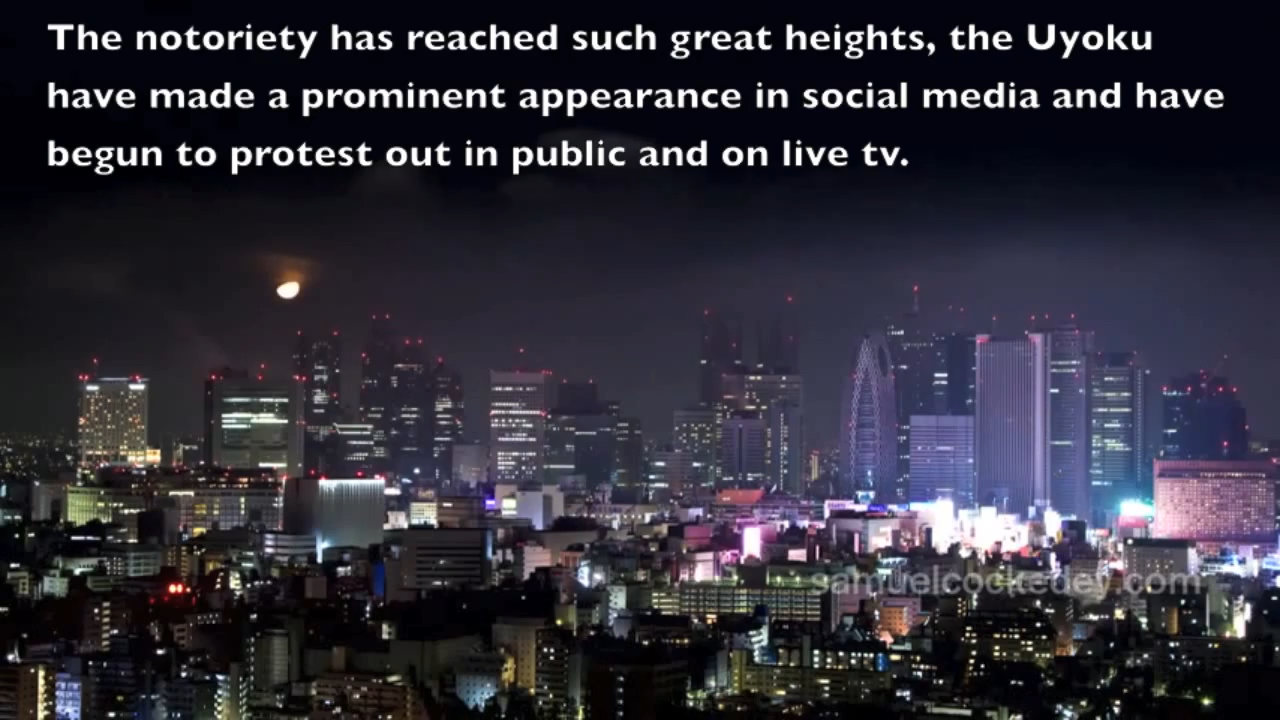 The notoriety has reached such great heights, the Uyoku
have made a prominent appearance in social media and have
begun to protest out in public and on live tv.
samuelcockedey.com